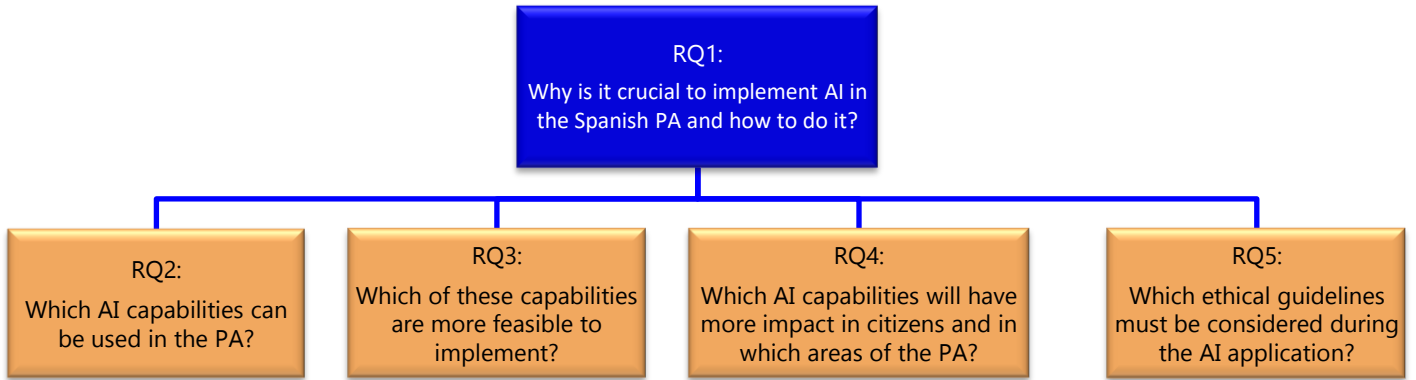 RQ1:
Why is it crucial to implement AI in
the Spanish PA and how to do it?
RQ2:
Which AI capabilities can
be used in the PA?
RQ3:
Which of these capabilities
are more feasible to
implement?
RQ4:
Which AI capabilities will have
more impact in citizens and in
which areas of the PA?
RQ5:
Which ethical guidelines
must be considered during
the AI application?